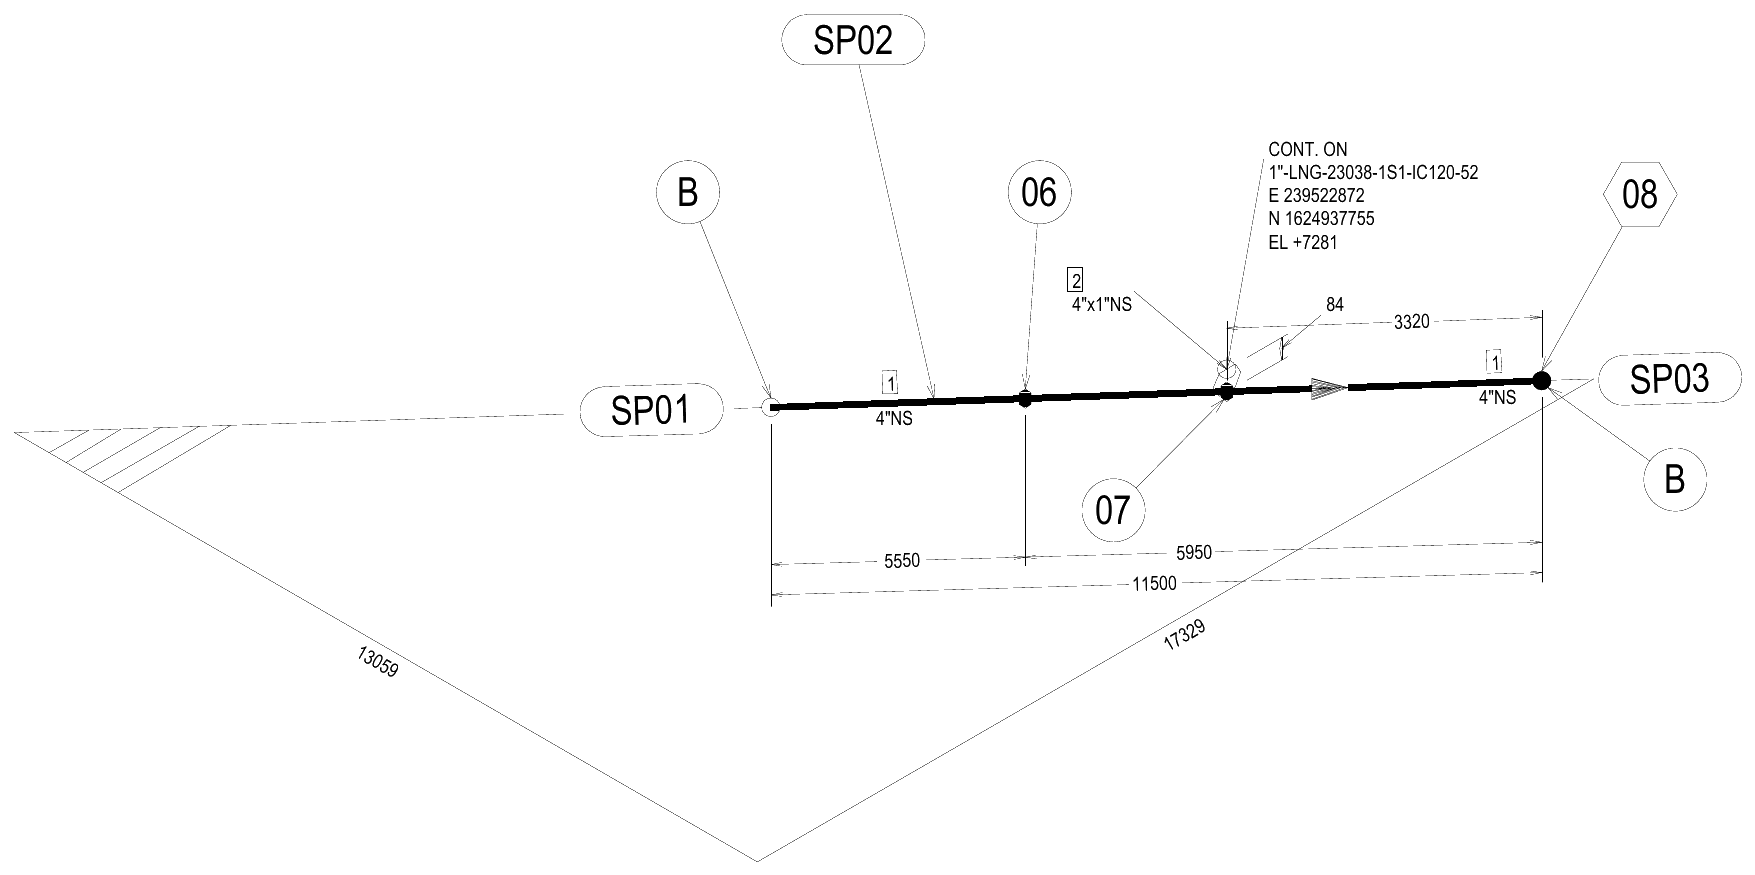 SP02
CONT. ON
1"-LNG-23038-1S1-IC120-52
E 239522872
N 1624937755
EL +7281
B
06
08
2
4"x1"NS
84
3320
1
1
SP01
SP03
4"NS
4"NS
07
B
5550
5950
11500
13059
17329